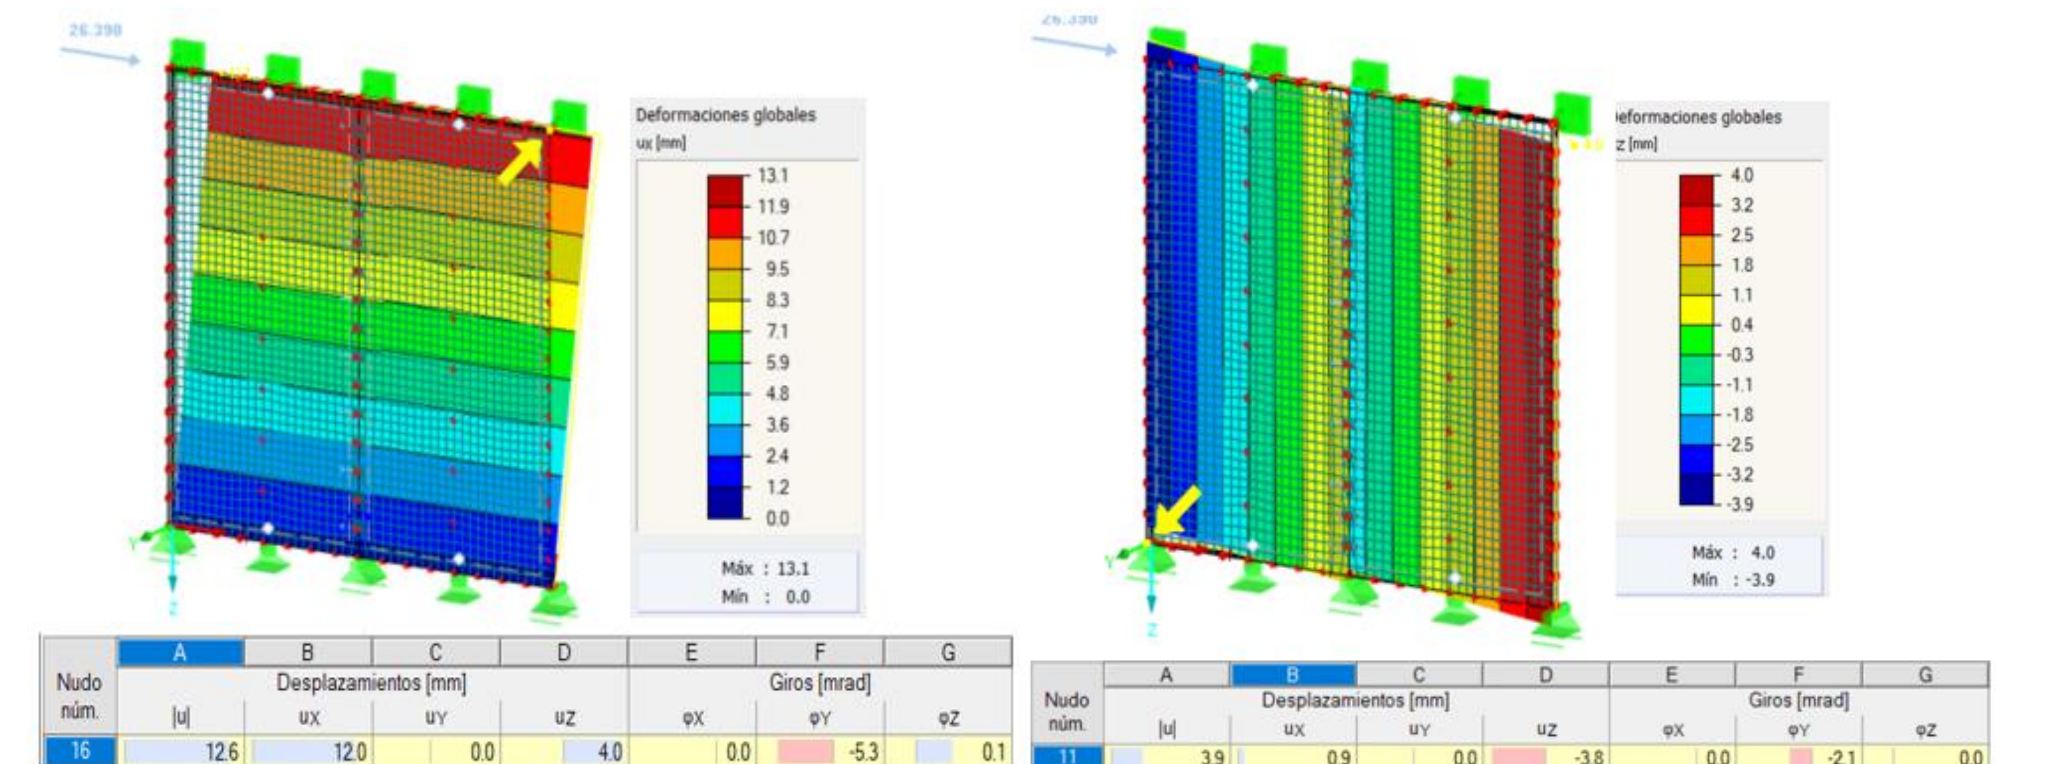 26.390
Deformaciones globales
ux [mm]
13.1
11.9
10.7
9.5
8.3
7.1
5.9
4.8
3.6
2.4
1.2
0.0
Máx : 13.1
Mín : 0.0
Y
Z
A B C D E F G
Nudo núm. Desplazamientos [mm] Giros [mrad]
|u| uX uY uZ φX φY φZ
16 12.6 12.0 0.0 4.0 0.0 -5.3 0.1
26.390
eformaciones globales
z [mm]
4.0
3.2
2.5
1.8
1.1
0.4
-0.3
-1.1
-1.8
-2.5
-3.2
-3.9
Máx : 4.0
Mín : -3.9
Y
Z
A B C D E F G
Nudo núm. Desplazamientos [mm] Giros [mrad]
|u| uX uY uZ φX φY φZ
11 3.9 0.9 0.0 -3.8 0.0 -2.1 0.0